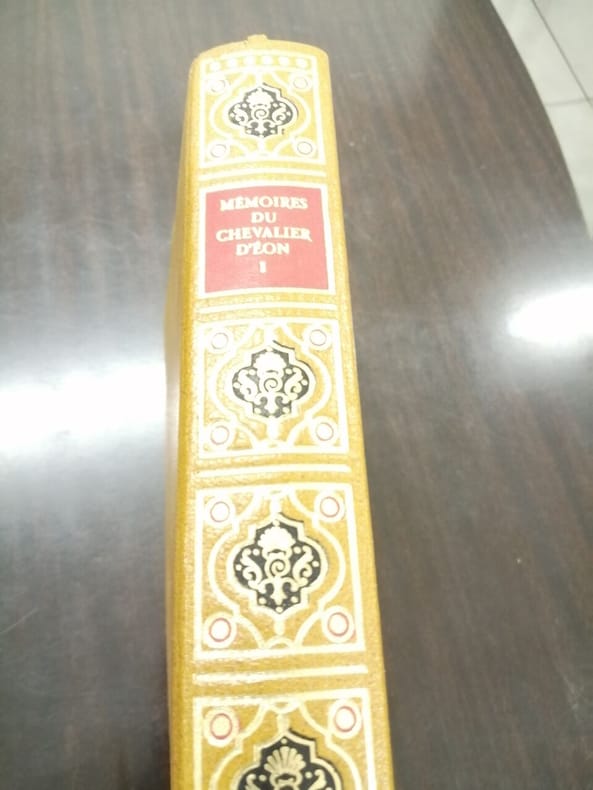 MÉMOIRES
DU
CHEVALIER
D'ÉON
I